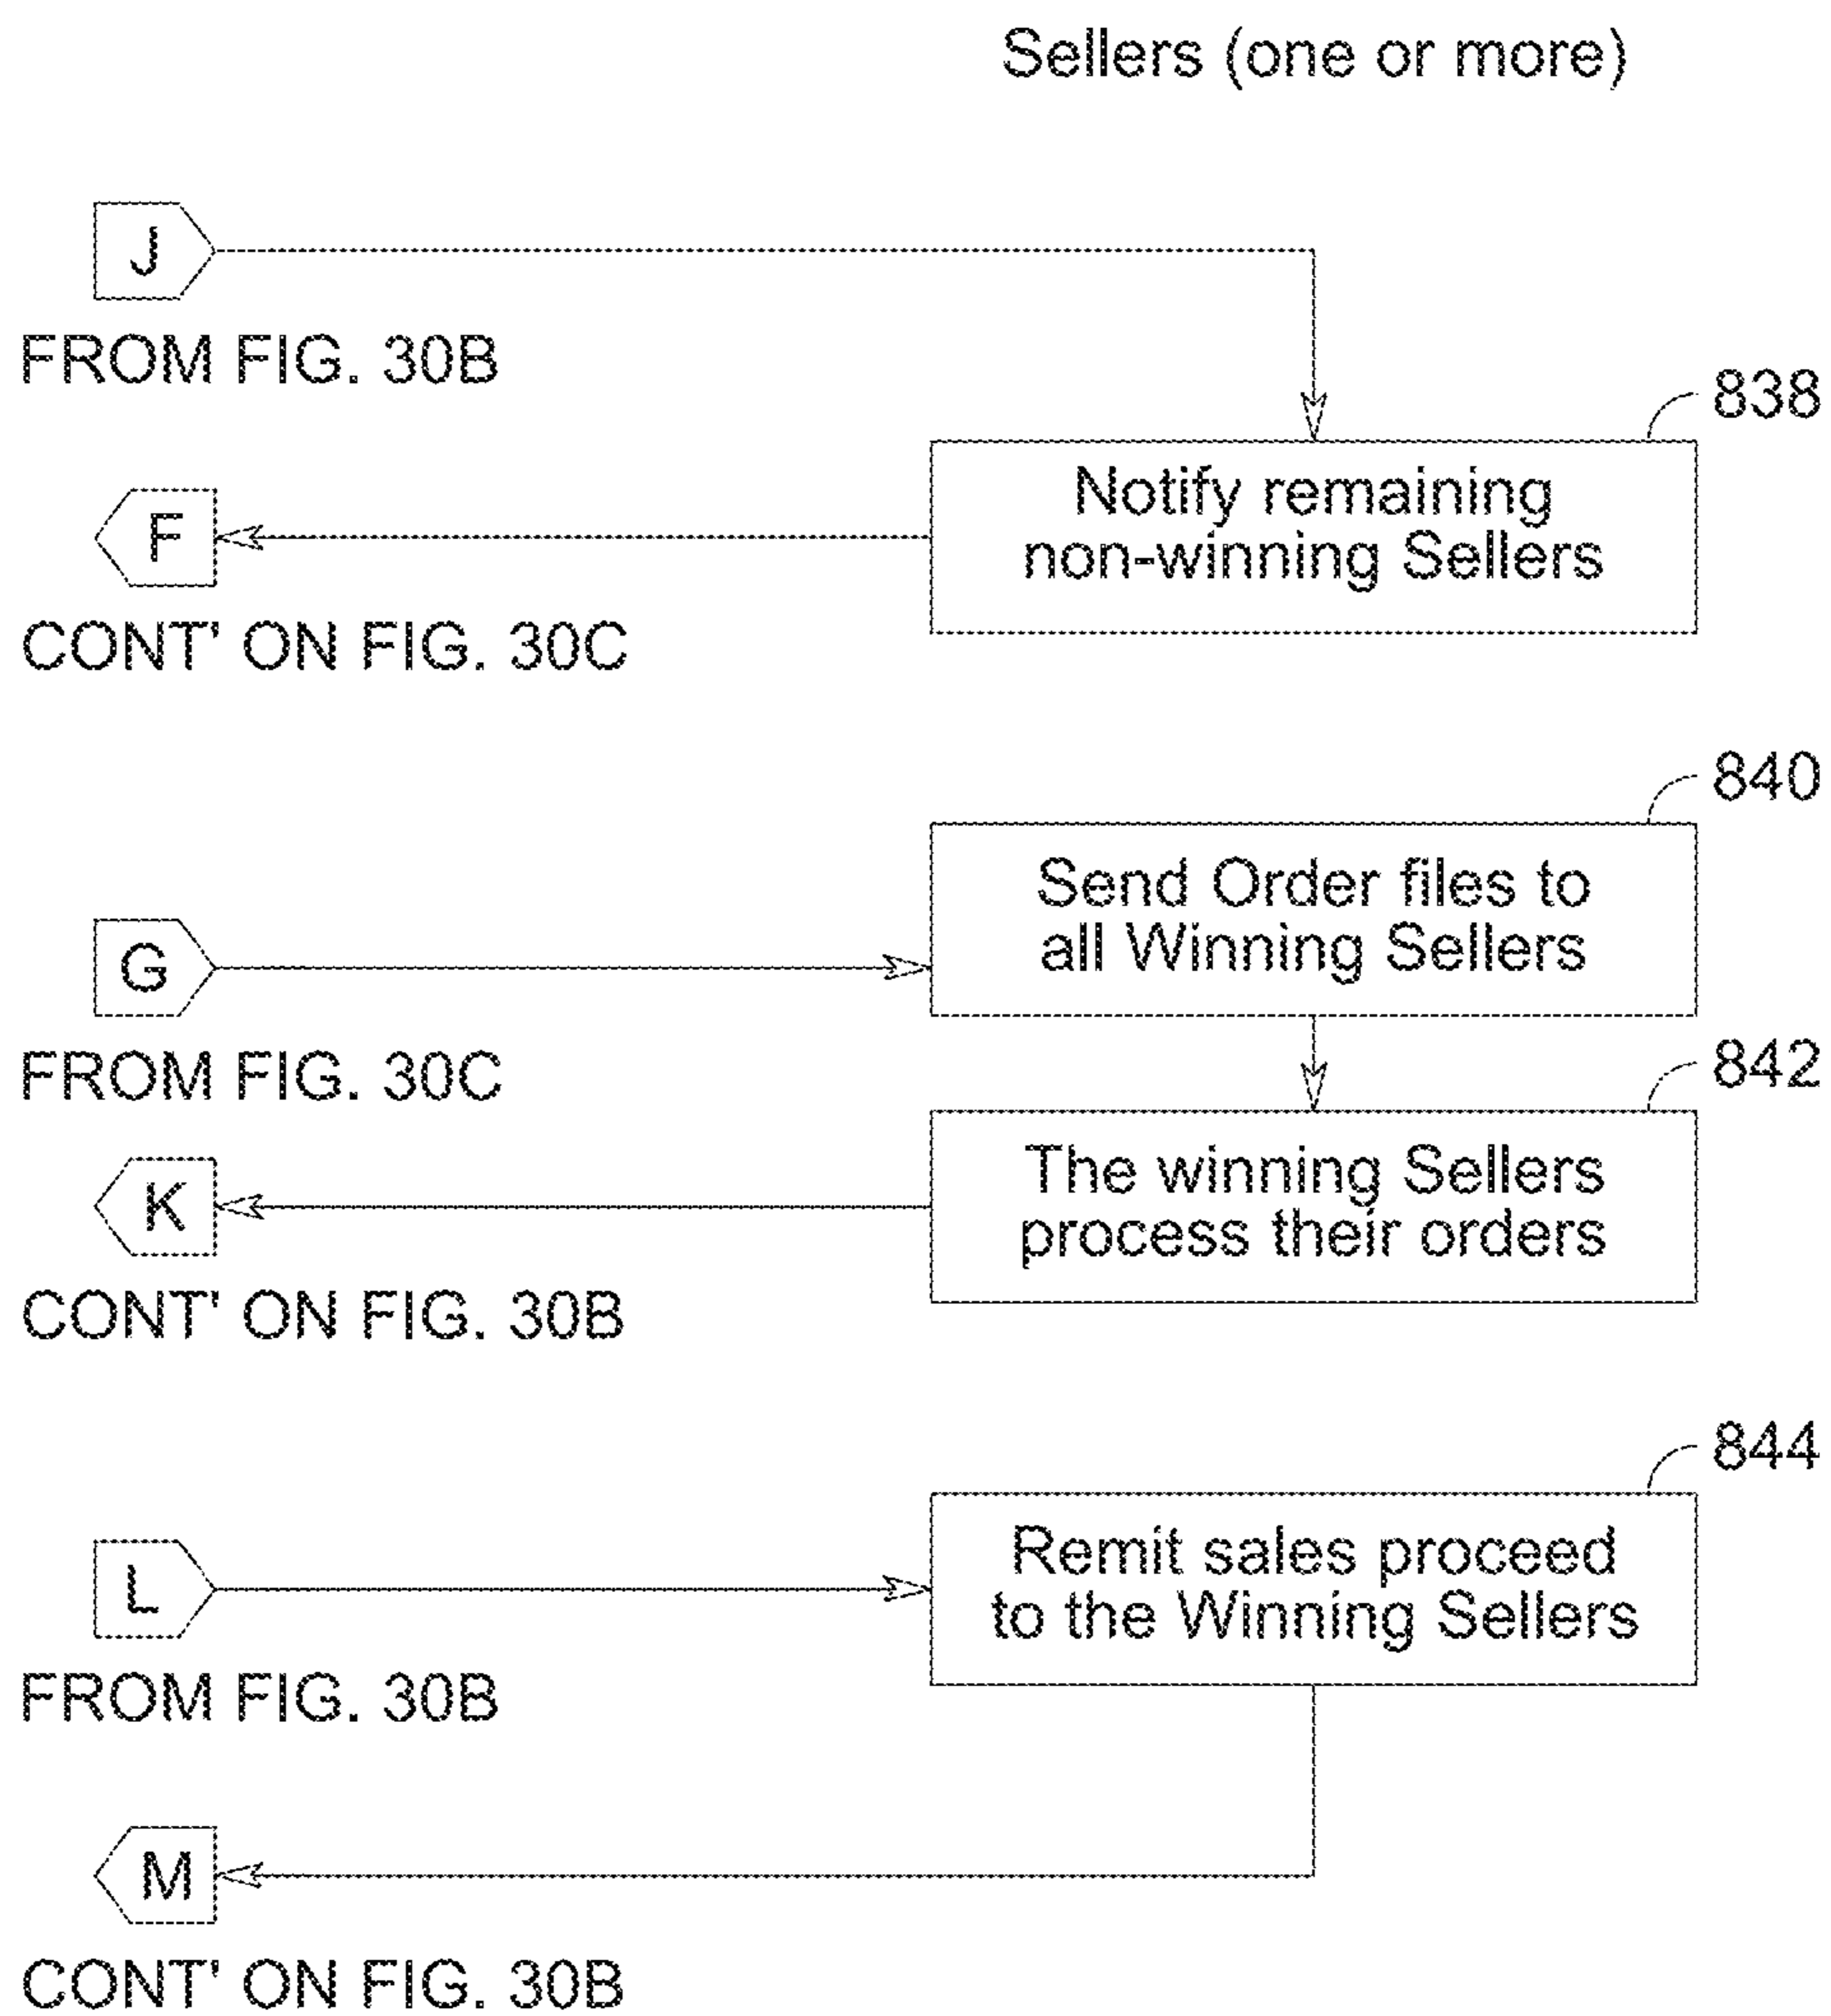 Sellers (one or more)
J
FROM FIG. 30B
838
Notify remaining
non-winning Sellers
F
CONT' ON FIG. 30C
840
Send Order files to
all Winning Sellers
G
FROM FIG. 30C
842
The winning Sellers
process their orders
K
CONT' ON FIG. 30B
844
Remit sales proceed
to the Winning Sellers
L
FROM FIG. 30B
M
CONT' ON FIG. 30B